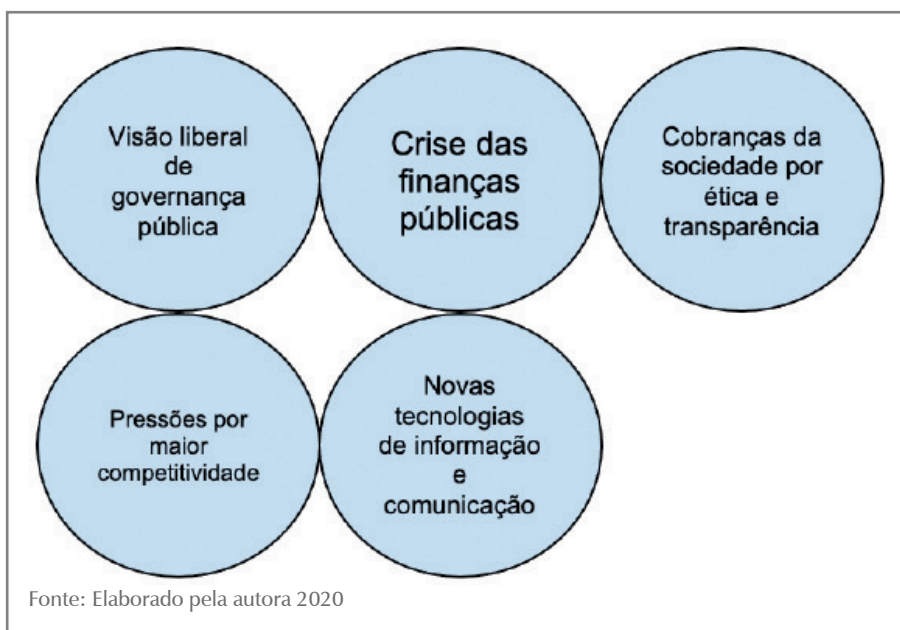 Visão liberal
de
governança
pública
Crise das
finanças
públicas
Cobranças da
sociedade por
ética e
transparência
Pressões por
maior
competitividade
Novas
tecnologias
de informação
e
comunicação
Fonte: Elaborado pela autora 2020